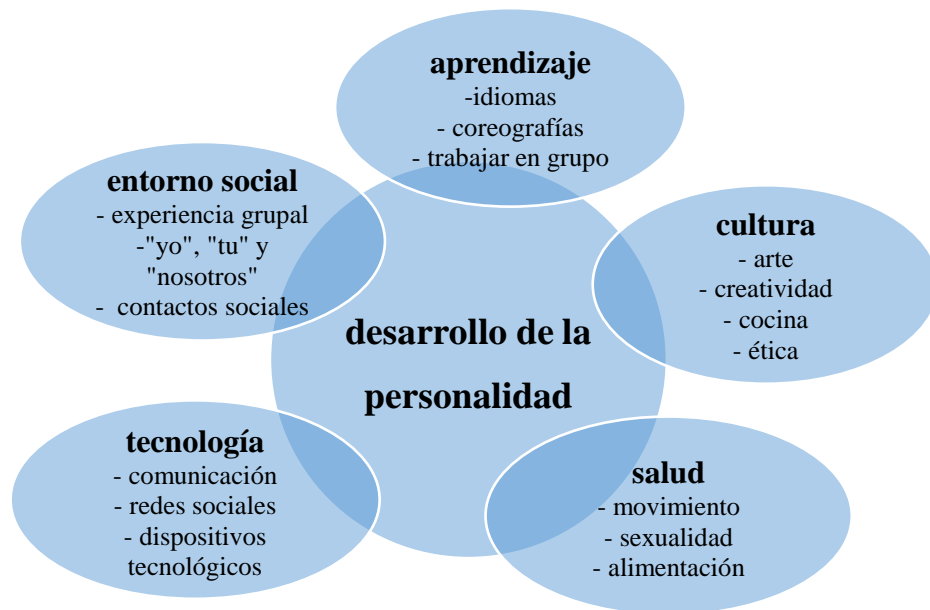 aprendizaje
-idiomas
- coreografías
- trabajar en grupo
entorno social
- experiencia grupal
-"yo", "tu" y
"nosotros"
- contactos sociales
cultura
- arte
- creatividad
- cocina
- ética
desarrollo de la
personalidad
tecnología
- comunicación
- redes sociales
- dispositivos
tecnológicos
salud
- movimiento
- sexualidad
- alimentación